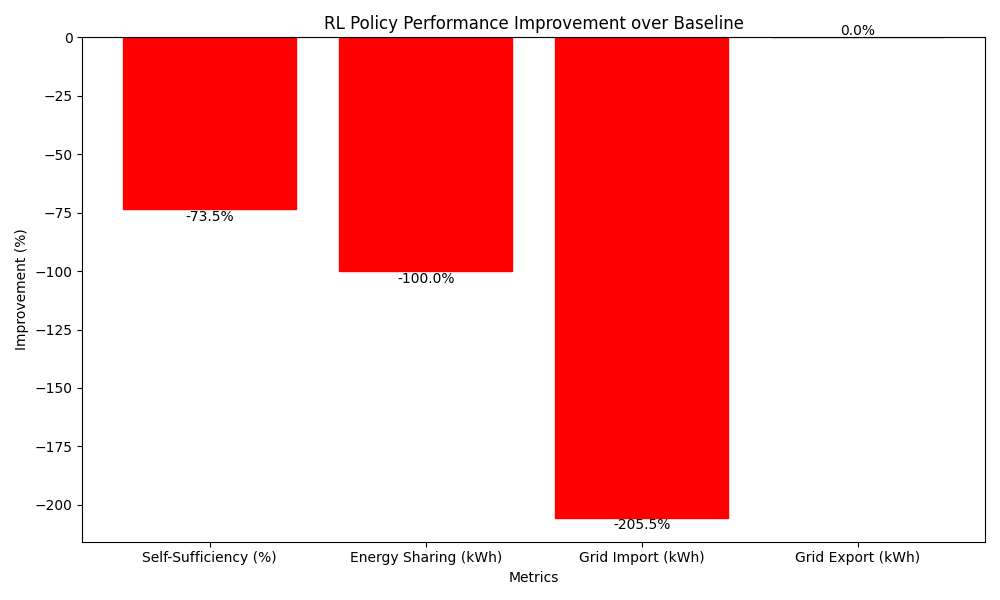 RL Policy Performance Improvement over Baseline
0
−25
−50
−75
−100
−125
−150
−175
−200
Improvement (%)
-73.5%
-100.0%
-205.5%
0.0%
Self-Sufficiency (%)
Energy Sharing (kWh)
Grid Import (kWh)
Grid Export (kWh)
Metrics